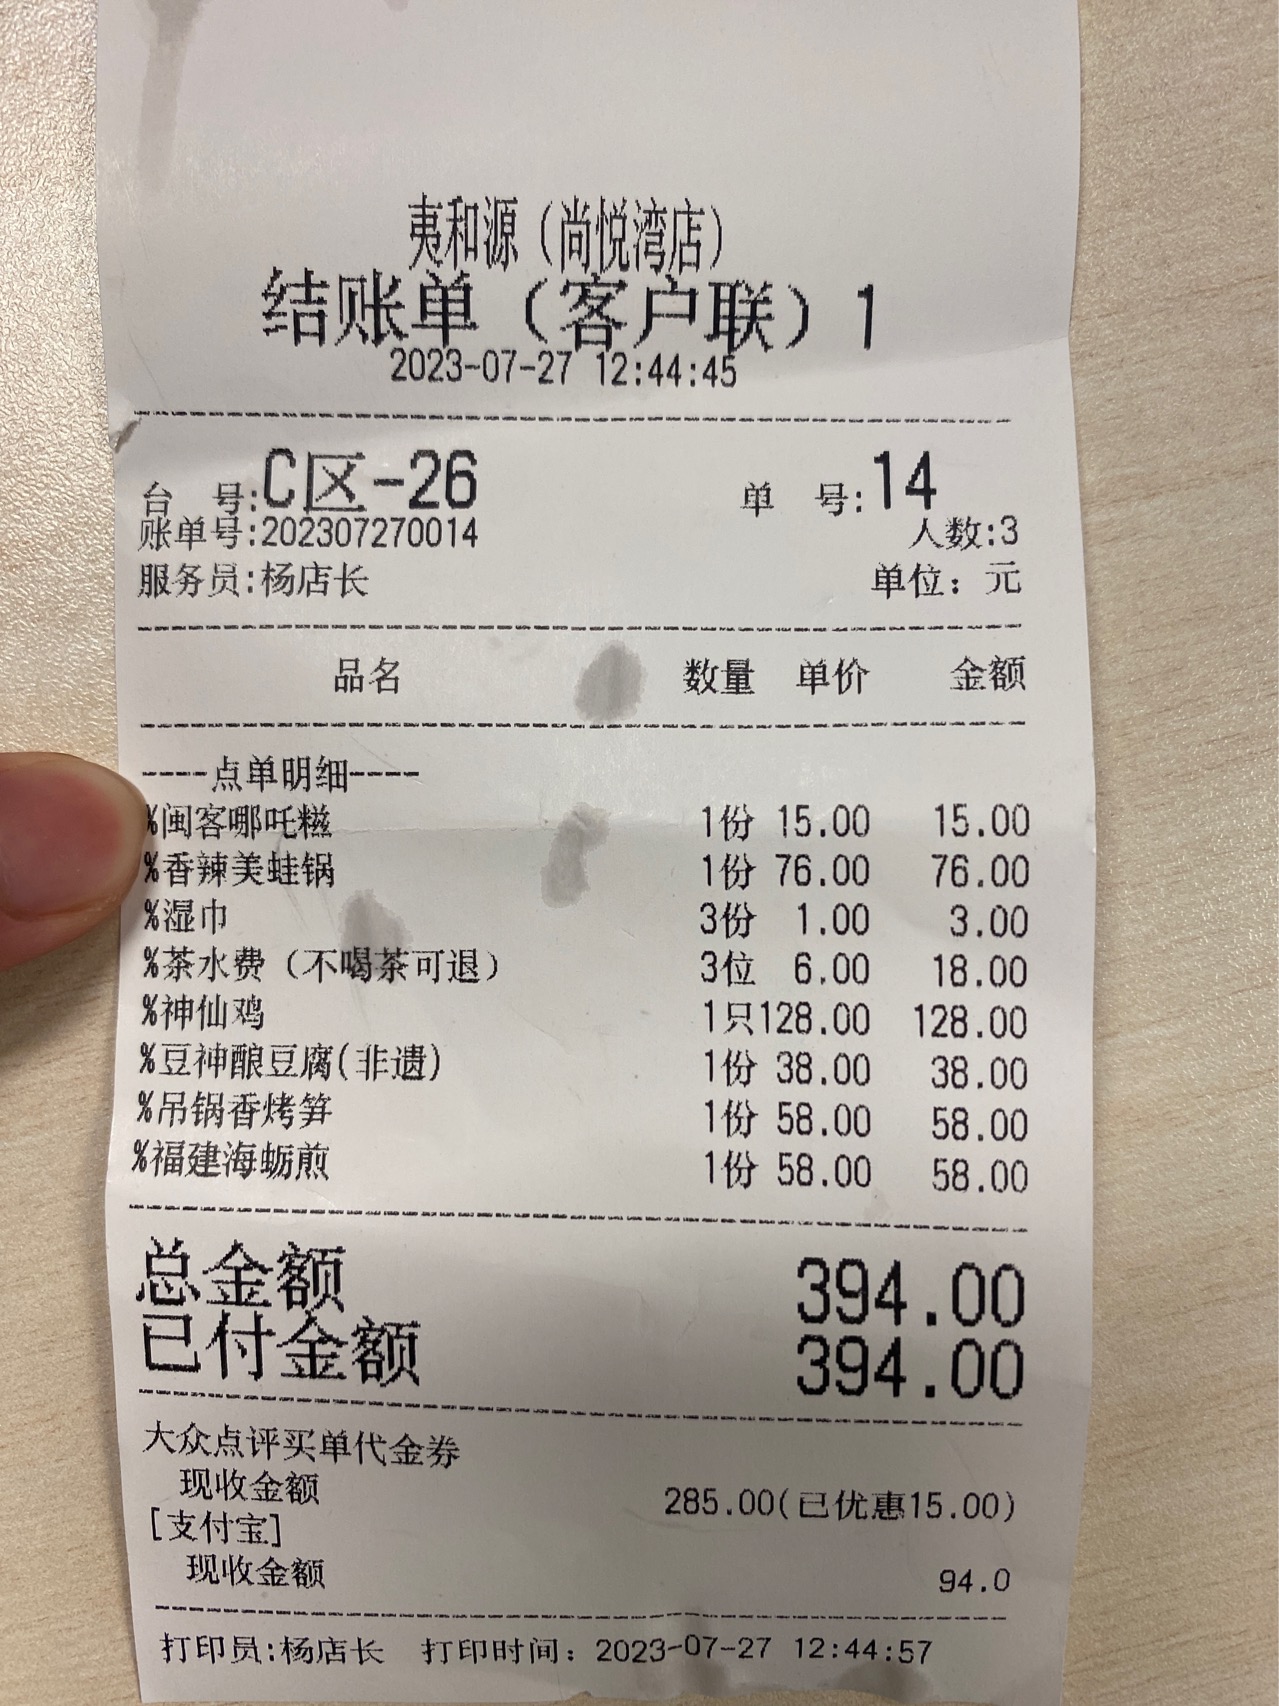 夷和源（尚悦湾店）
结账单（客户联）1
2023-07-27 12:44:45
台 号:C区-26 单 号:14
账单号:202307270014 人数:3
服务员:杨店长 单位：元
品名 数量 单价 金额
----点单明细----
%闽客哪吒糍 1份 15.00 15.00
%香辣美蛙锅 1份 76.00 76.00
%湿巾 3份 1.00 3.00
%茶水费（不喝茶可退） 3位 6.00 18.00
%神仙鸡 1只128.00 128.00
%豆神酿豆腐(非遗) 1份 38.00 38.00
%吊锅香烤笋 1份 58.00 58.00
%福建海蛎煎 1份 58.00 58.00
总金额 394.00
已付金额 394.00
大众点评买单代金券
现收金额 285.00(已优惠15.00)
[支付宝]
现收金额 94.0
打印员:杨店长 打印时间：2023-07-27 12:44:57